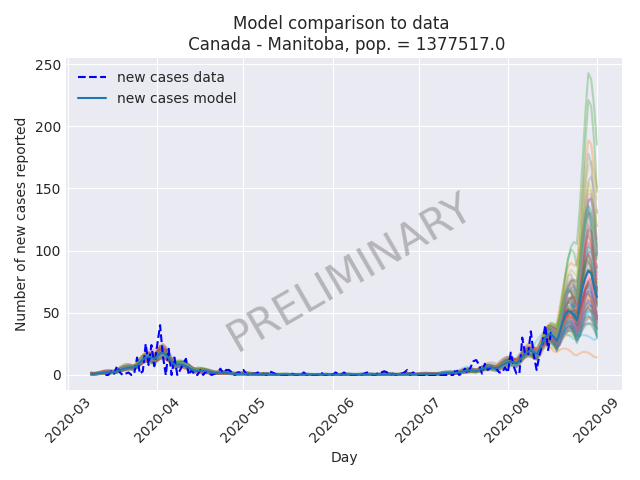 Model comparison to data
Canada - Manitoba, pop. = 1377517.0
250
200
150
100
50
0
Number of new cases reported
new cases data
new cases model
PRELIMINARY
2020-03
2020-04
2020-05
2020-06
2020-07
2020-08
2020-09
Day